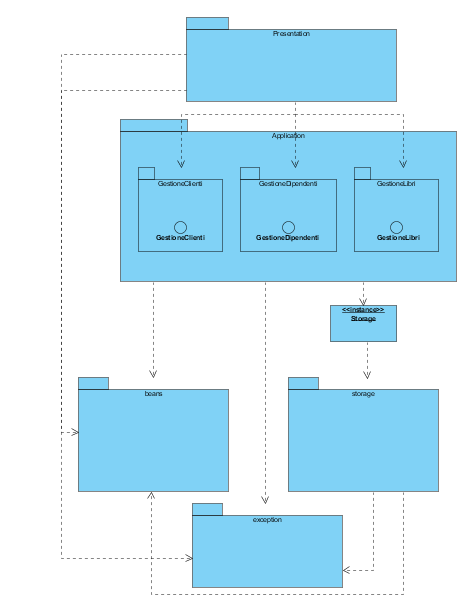 Presentation
Application
GestioneClienti
GestioneDipendenti
GestioneLibri
GestioneClienti
GestioneDipendenti
GestioneLibri
<<instance>>
Storage
beans
storage
exception